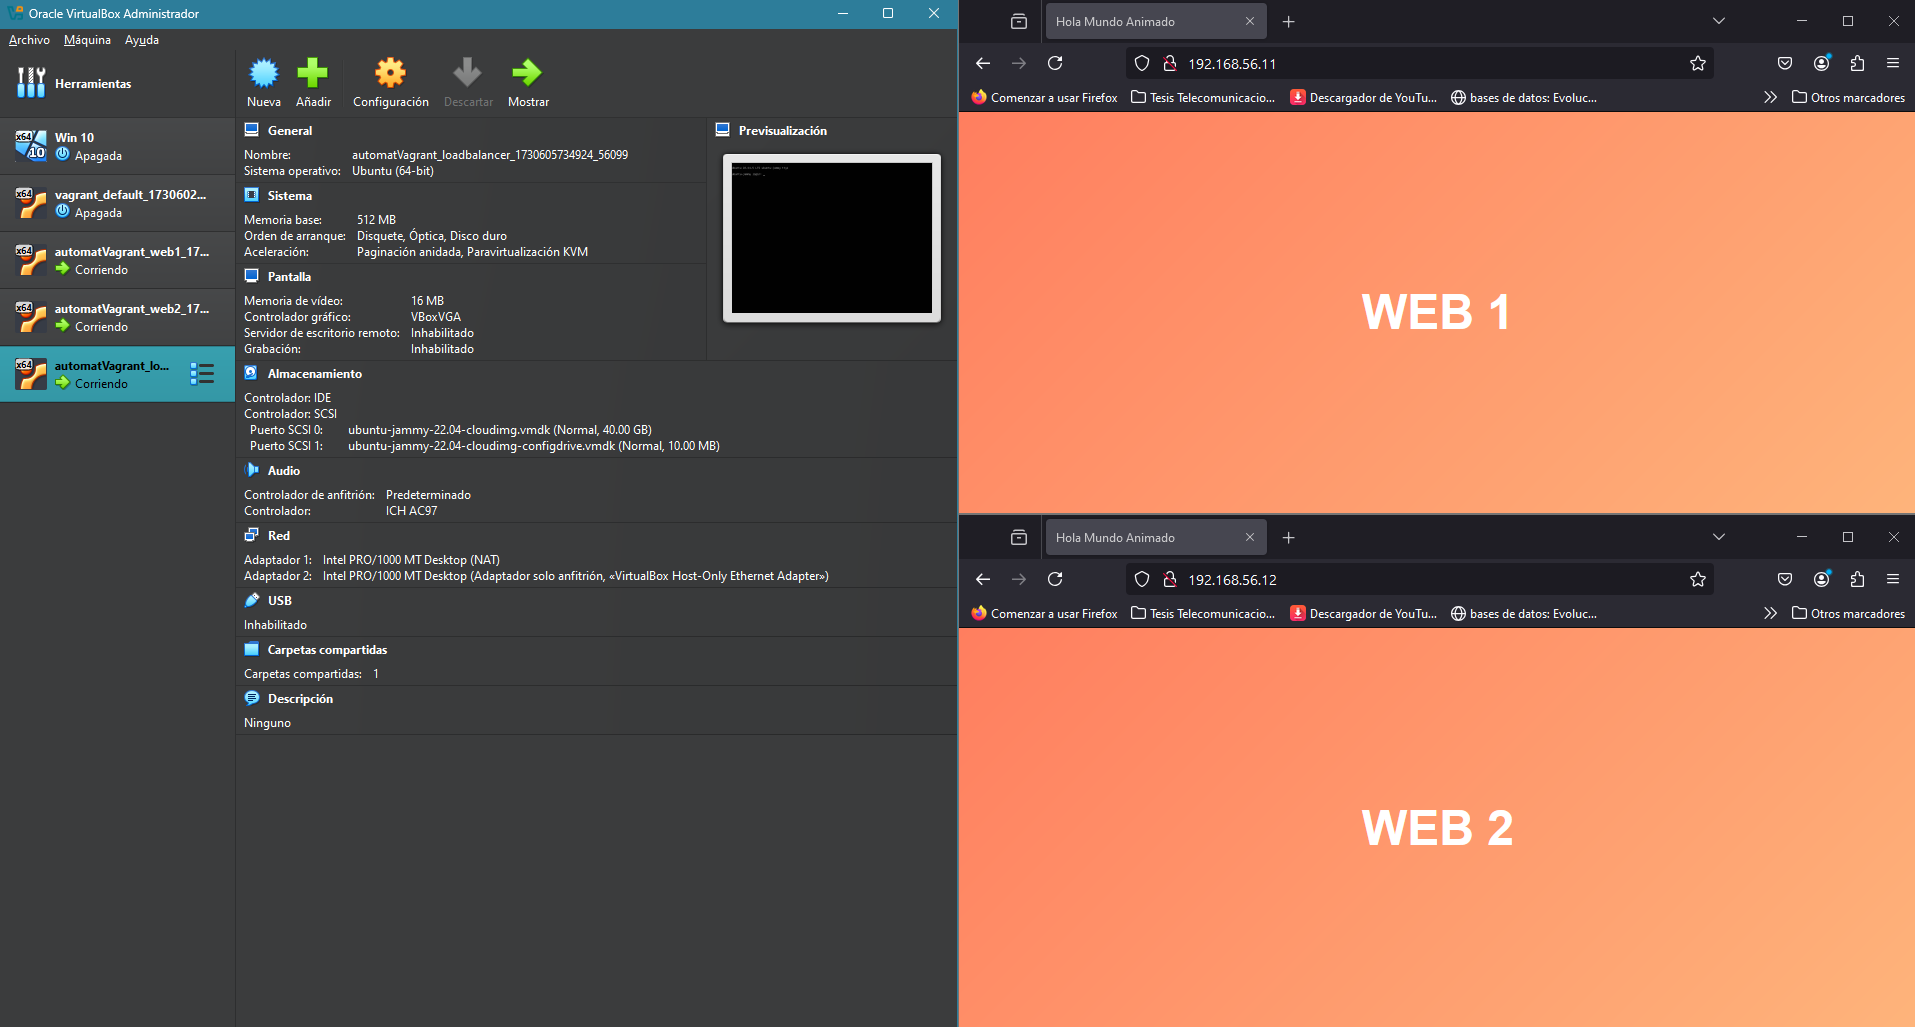 Oracle VirtualBox Administrador
Archivo Máquina Ayuda
Herramientas
Nueva Añadir Configuración Descartar Mostrar
Win 10
Apagada
vagrant_default_1730602...
Apagada
automatVagrant_web1_17...
Corriendo
automatVagrant_web2_17...
Corriendo
automatVagrant_lo...
Corriendo
General
Nombre: automatVagrant_loadbalancer_1730605734924_56099
Sistema operativo: Ubuntu (64-bit)
Sistema
Memoria base: 512 MB
Orden de arranque: Disquete, Óptica, Disco duro
Aceleración: Paginación anidada, Paravirtualización KVM
Pantalla
Memoria de vídeo: 16 MB
Controlador gráfico: VBoxVGA
Servidor de escritorio remoto: Inhabilitado
Grabación: Inhabilitado
Previsualización
Almacenamiento
Controlador: IDE
Controlador: SCSI
Puerto SCSI 0: ubuntu-jammy-22.04-cloudimg.vmdk (Normal, 40.00 GB)
Puerto SCSI 1: ubuntu-jammy-22.04-cloudimg-configdrive.vmdk (Normal, 10.00 MB)
Audio
Controlador de anfitrión: Predeterminado
Controlador: ICH AC97
Red
Adaptador 1: Intel PRO/1000 MT Desktop (NAT)
Adaptador 2: Intel PRO/1000 MT Desktop (Adaptador solo anfitrión, «VirtualBox Host-Only Ethernet Adapter»)
USB
Inhabilitado
Carpetas compartidas
Carpetas compartidas: 1
Descripción
Ninguno
Hola Mundo Animado
192.168.56.11
Comenzar a usar Firefox Tesis Telecomunicacio... Descargador de YouTu... bases de datos: Evoluc... Otros marcadores
WEB 1
Hola Mundo Animado
192.168.56.12
Comenzar a usar Firefox Tesis Telecomunicacio... Descargador de YouTu... bases de datos: Evoluc... Otros marcadores
WEB 2